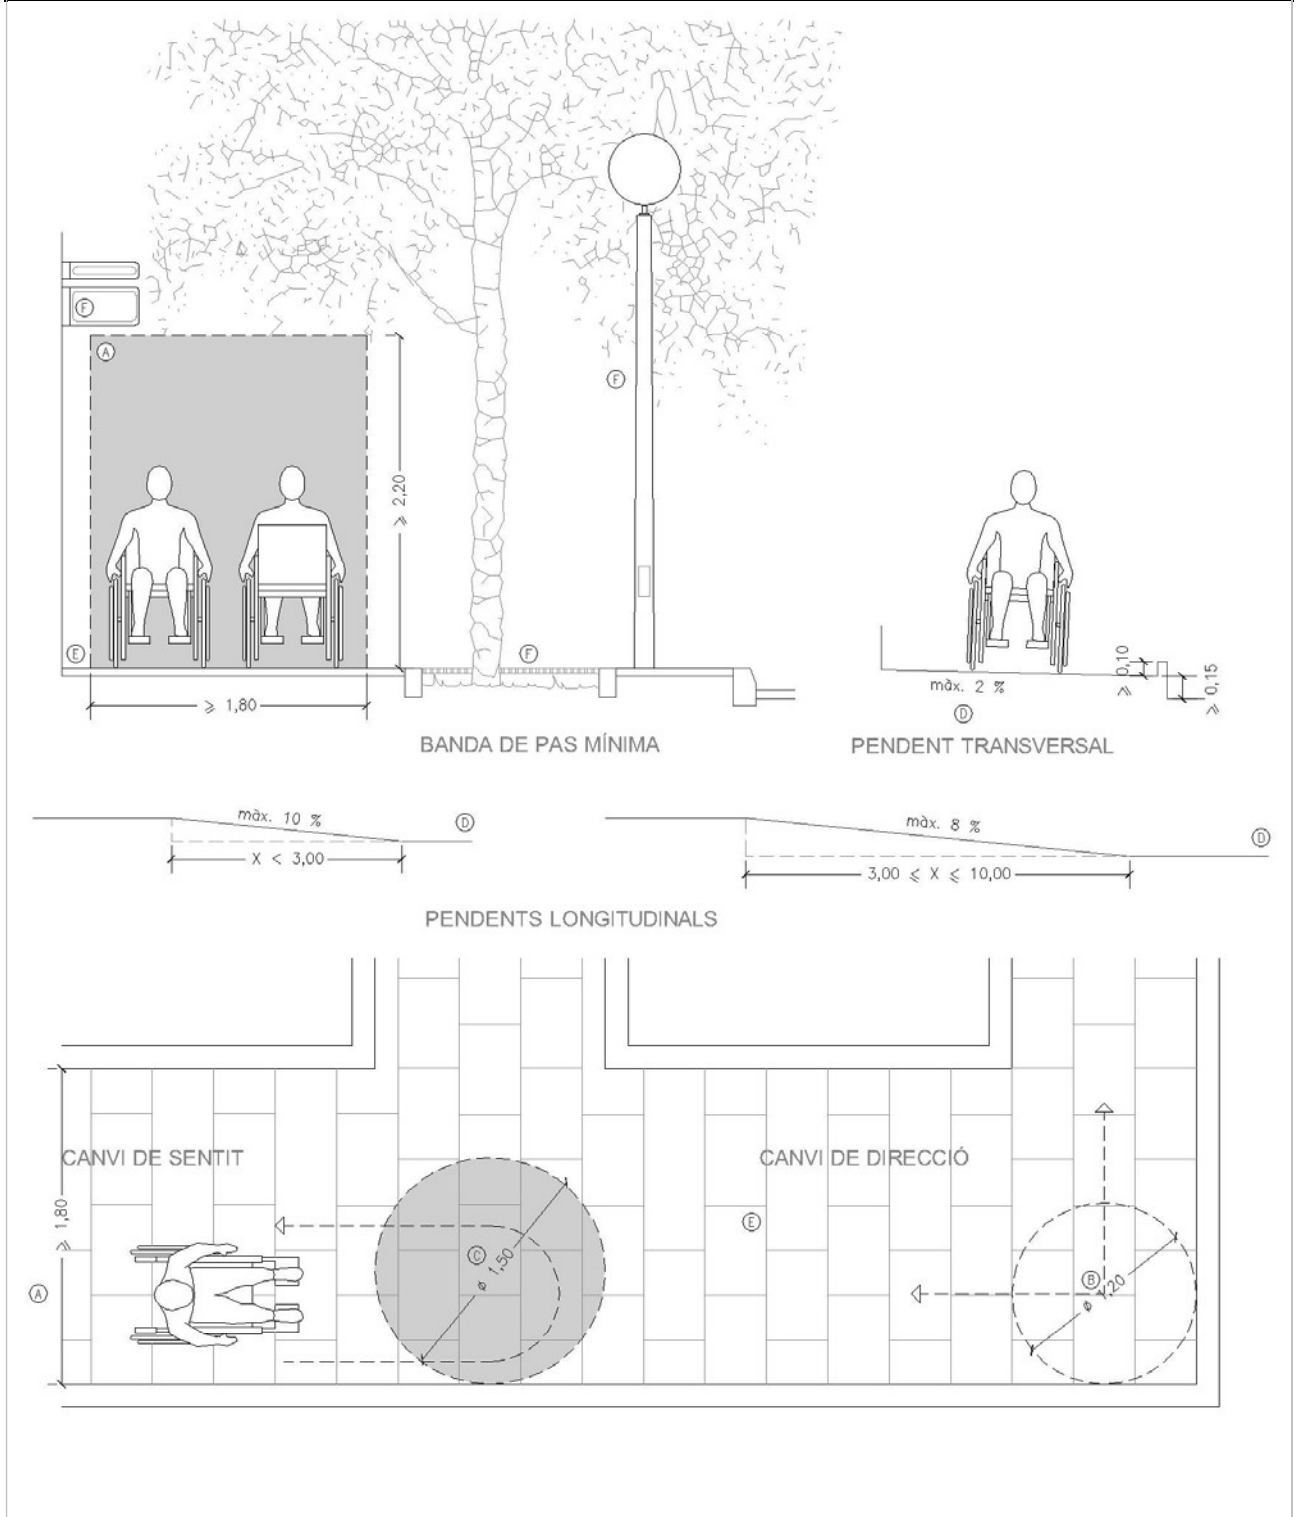 F
A
F
≥ 2,20
E
F
≥ 1,80
≥ 0,10
≥ 0,15
màx. 2 %
D
BANDA DE PAS MÍNIMA
PENDENT TRANSVERSAL
màx. 10 %
D
X < 3,00
màx. 8 %
D
3,00 ≤ X ≤ 10,00
PENDENTS LONGITUDINALS
CANVI DE SENTIT
CANVI DE DIRECCIÓ
≥ 1,80
E
C
ø 1,50
A
B
ø 1,20